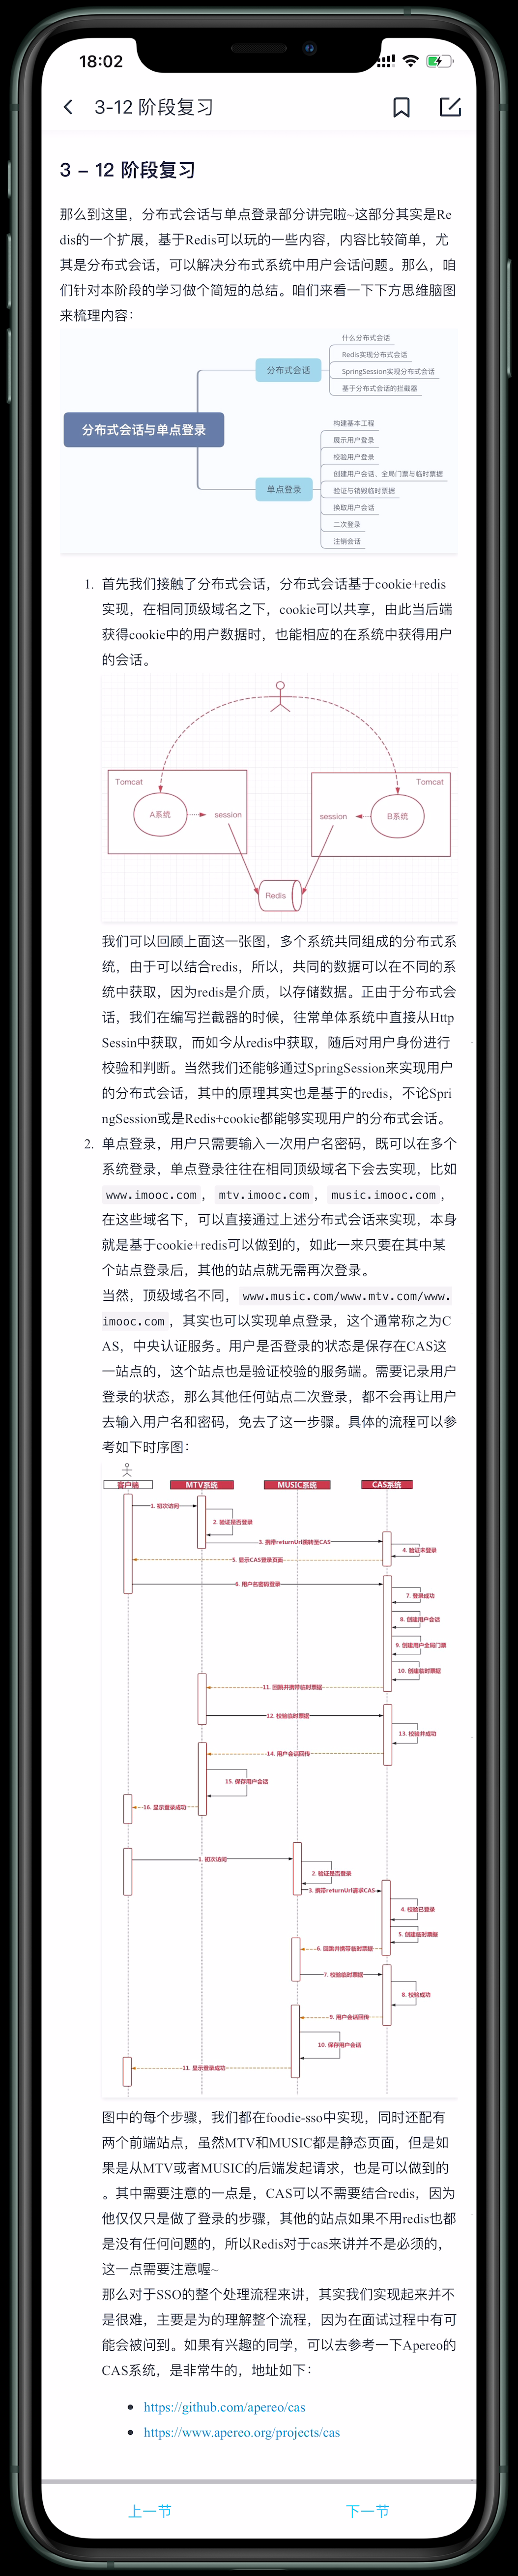 18:02
3-12 阶段复习
3 – 12 阶段复习
那么到这里，分布式会话与单点登录部分讲完啦~这部分其实是Re
dis的一个扩展，基于Redis可以玩的一些内容，内容比较简单，尤
其是分布式会话，可以解决分布式系统中用户会话问题。那么，咱
们针对本阶段的学习做个简短的总结。咱们来看一下下方思维脑图
来梳理内容：
什么分布式会话
Redis实现分布式会话
分布式会话
SpringSession实现分布式会话
基于分布式会话的拦截器
分布式会话与单点登录
构建基本工程
展示用户登录
校验用户登录
创建用户会话、全局门票与临时票据
单点登录
验证与销毁临时票据
换取用户会话
二次登录
注销会话
1. 首先我们接触了分布式会话，分布式会话基于cookie+redis
实现，在相同顶级域名之下，cookie可以共享，由此当后端
获得cookie中的用户数据时，也能相应的在系统中获得用户
的会话。
Tomcat
Tomcat
A系统
session
session
B系统
Redis
我们可以回顾上面这一张图，多个系统共同组成的分布式系
统，由于可以结合redis，所以，共同的数据可以在不同的系
统中获取，因为redis是介质，以存储数据。正由于分布式会
话，我们在编写拦截器的时候，往常单体系统中直接从Http
Sessin中获取，而如今从redis中获取，随后对用户身份进行
校验和判断。当然我们还能够通过SpringSession来实现用户
的分布式会话，其中的原理其实也是基于的redis，不论Spri
ngSession或是Redis+cookie都能够实现用户的分布式会话。
2. 单点登录，用户只需要输入一次用户名密码，既可以在多个
系统登录，单点登录往往在相同顶级域名下会去实现，比如
www.imooc.com，mtv.imooc.com，music.imooc.com，
在这些域名下，可以直接通过上述分布式会话来实现，本身
就是基于cookie+redis可以做到的，如此一来只要在其中某
个站点登录后，其他的站点就无需再次登录。
当然，顶级域名不同，www.music.com/www.mtv.com/www.
imooc.com，其实也可以实现单点登录，这个通常称之为C
AS，中央认证服务。用户是否登录的状态是保存在CAS这
一站点的，这个站点也是验证校验的服务端。需要记录用户
登录的状态，那么其他任何站点二次登录，都不会再让用户
去输入用户名和密码，免去了这一步骤。具体的流程可以参
考如下时序图：
客户端
MTV系统
MUSIC系统
CAS系统
1. 初次访问
2. 验证是否登录
3. 携带returnUrl跳转至CAS
4. 验证未登录
5. 显示CAS登录页面
6. 用户名密码登录
7. 登录成功
8. 创建用户会话
9. 创建用户全局门票
10. 创建临时票据
11. 回跳并携带临时票据
12. 校验临时票据
13. 校验并成功
14. 用户会话回传
15. 保存用户会话
16. 显示登录成功
1. 初次访问
2. 验证是否登录
3. 携带returnUrl请求CAS
4. 校验已登录
5. 创建临时票据
6. 回跳并携带临时票据
7. 校验临时票据
8. 校验成功
9. 用户会话回传
10. 保存用户会话
11. 显示登录成功
图中的每个步骤，我们都在foodie-sso中实现，同时还配有
两个前端站点，虽然MTV和MUSIC都是静态页面，但是如
果是从MTV或者MUSIC的后端发起请求，也是可以做到的
。其中需要注意的一点是，CAS可以不需要结合redis，因为
他仅仅只是做了登录的步骤，其他的站点如果不用redis也都
是没有任何问题的，所以Redis对于cas来讲并不是必须的，
这一点需要注意喔~
那么对于SSO的整个处理流程来讲，其实我们实现起来并不
是很难，主要是为的理解整个流程，因为在面试过程中有可
能会被问到。如果有兴趣的同学，可以去参考一下Apereo的
CAS系统，是非常牛的，地址如下：
https://github.com/apereo/cas
https://www.apereo.org/projects/cas
上一节
下一节